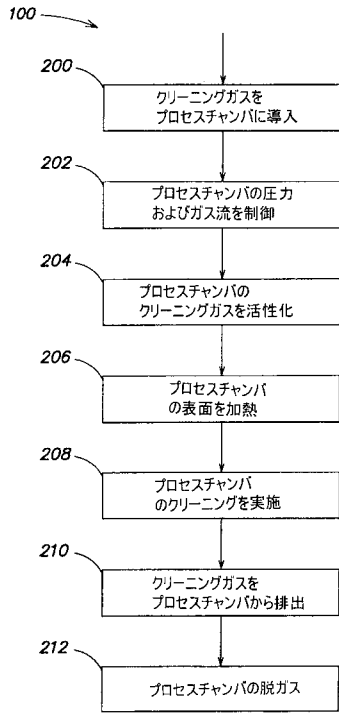 100
200
クリーニングガスを
プロセスチャンバに導入
202
プロセスチャンバの圧力
およびガス流を制御
204
プロセスチャンバの
クリーニングガスを活性化
206
プロセスチャンバ
の表面を加熱
208
プロセスチャンバ
のクリーニングを実施
210
クリーニングガスを
プロセスチャンバから排出
212
プロセスチャンバの脱ガス